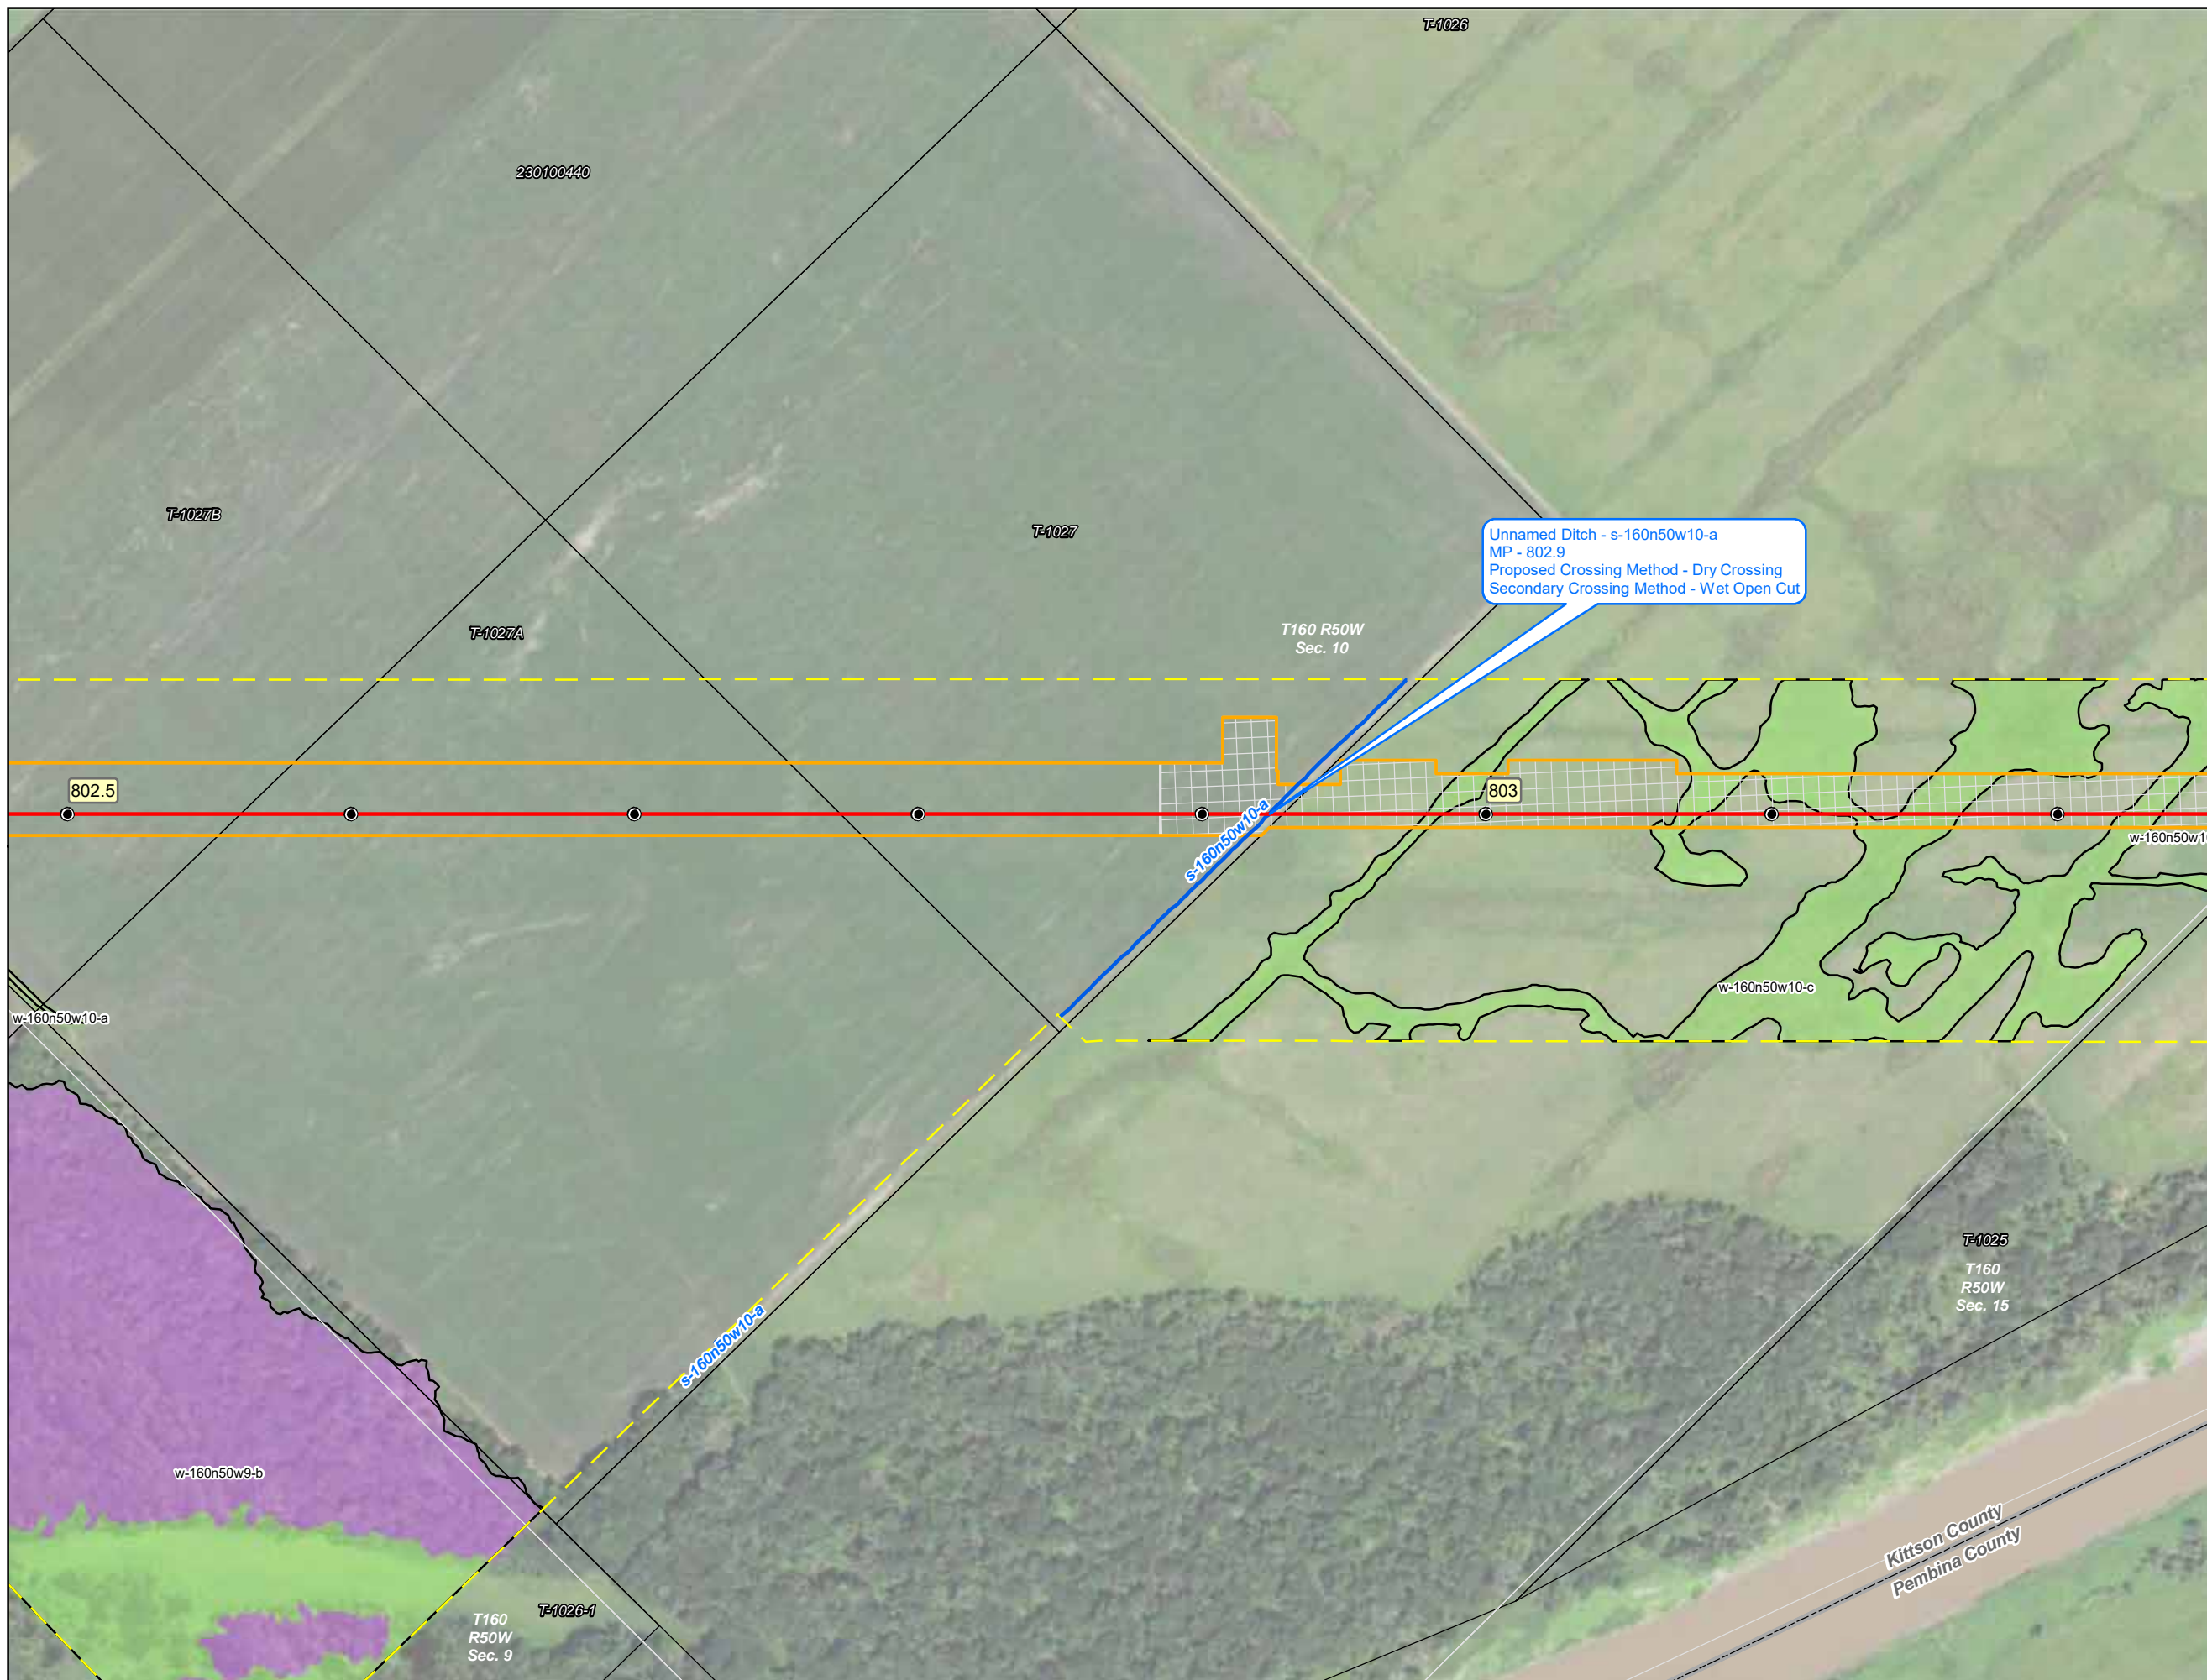 T-1026
230100440
T-1027B
T-1027
Unnamed Ditch - s-160n50w10-a
MP - 802.9
Proposed Crossing Method - Dry Crossing
Secondary Crossing Method - Wet Open Cut
T-1027A
T160 R50W
Sec. 10
802.5
803
s-160n50w10-a
w-160n50w1
w-160n50w10-c
w-160n50w10-a
T-1025
T160
R50W
Sec. 15
s-160n50w10-a
w-160n50w9-b
Kittson County
Pembina County
T-1026-1
T160
R50W
Sec. 9